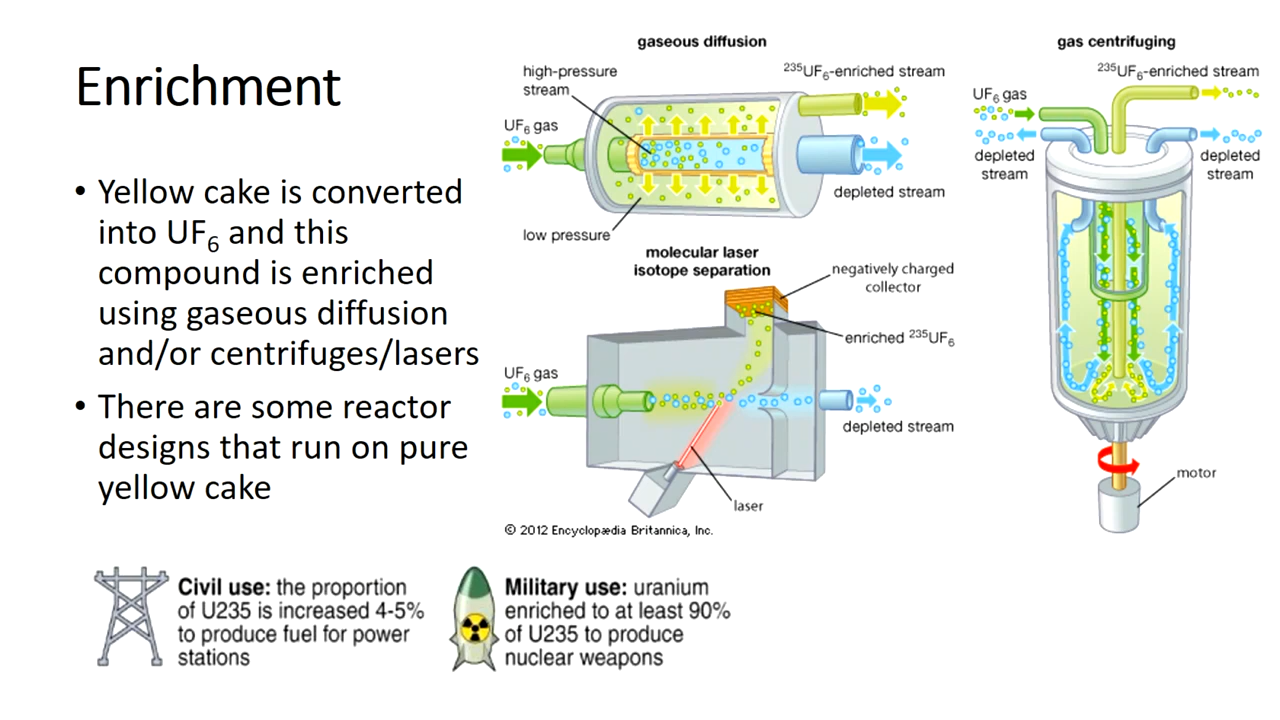 Enrichment
• Yellow cake is converted
into UF₆ and this
compound is enriched
using gaseous diffusion
and/or centrifuges/lasers
• There are some reactor
designs that run on pure
yellow cake
gaseous diffusion
high-pressure
stream
²³⁵UF₆-enriched stream
UF₆ gas
depleted stream
low pressure
molecular laser
isotope separation
negatively charged
collector
enriched ²³⁵UF₆
UF₆ gas
depleted stream
laser
© 2012 Encyclopædia Britannica, Inc.
gas centrifuging
²³⁵UF₆-enriched stream
UF₆ gas
depleted
stream
depleted
stream
motor
Civil use: the proportion
of U235 is increased 4-5%
to produce fuel for power
stations
Military use: uranium
enriched to at least 90%
of U235 to produce
nuclear weapons